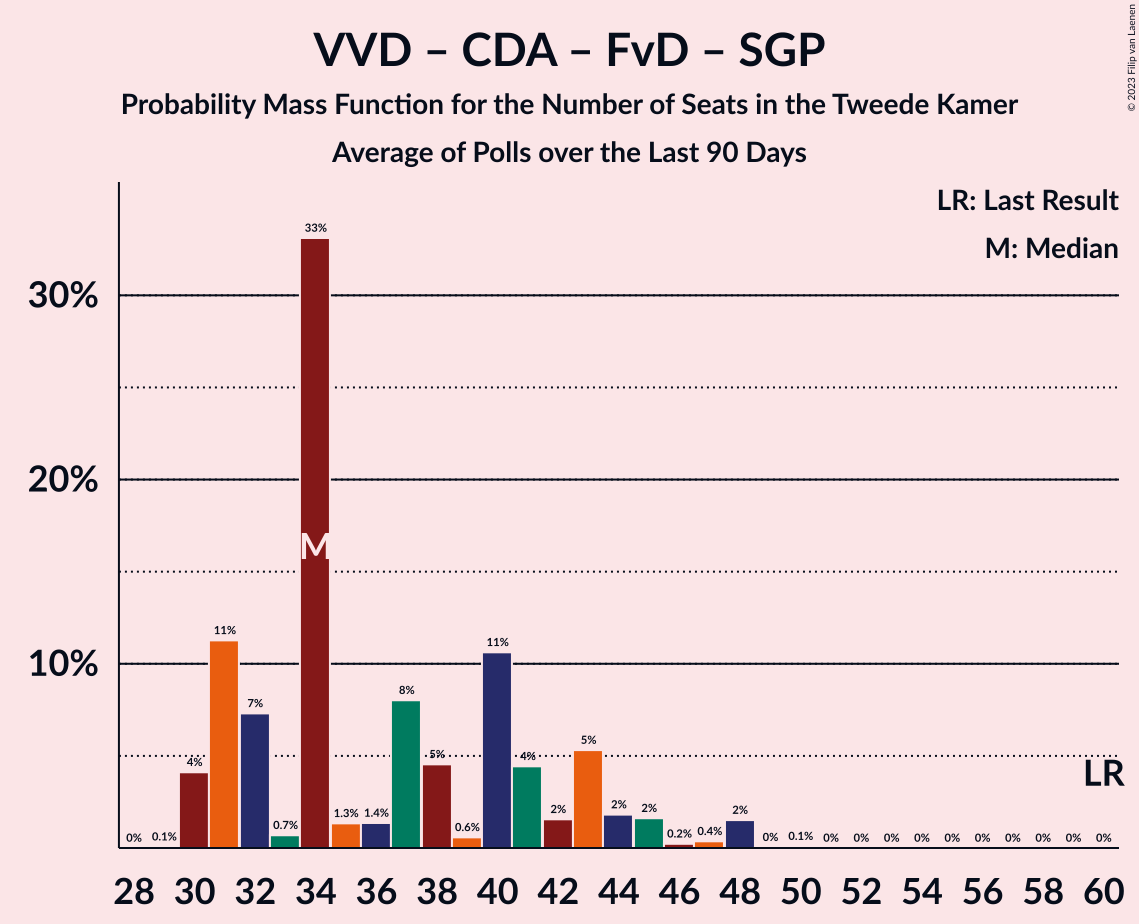 VVD – CDA – FvD – SGP
Probability Mass Function for the Number of Seats in the Tweede Kamer
Average of Polls over the Last 90 Days
© 2023 Filip van Laenen
LR: Last Result
M: Median
30%
20%
10%
0% 0.1% 4% 11% 7% 0.7% 33% 1.3% 1.4% 8% 5% 0.6% 11% 4% 2% 5% 2% 2% 0.2% 0.4% 2% 0% 0.1% 0% 0% 0% 0% 0% 0% 0% 0% 0% 0%
M
LR
28 30 32 34 36 38 40 42 44 46 48 50 52 54 56 58 60